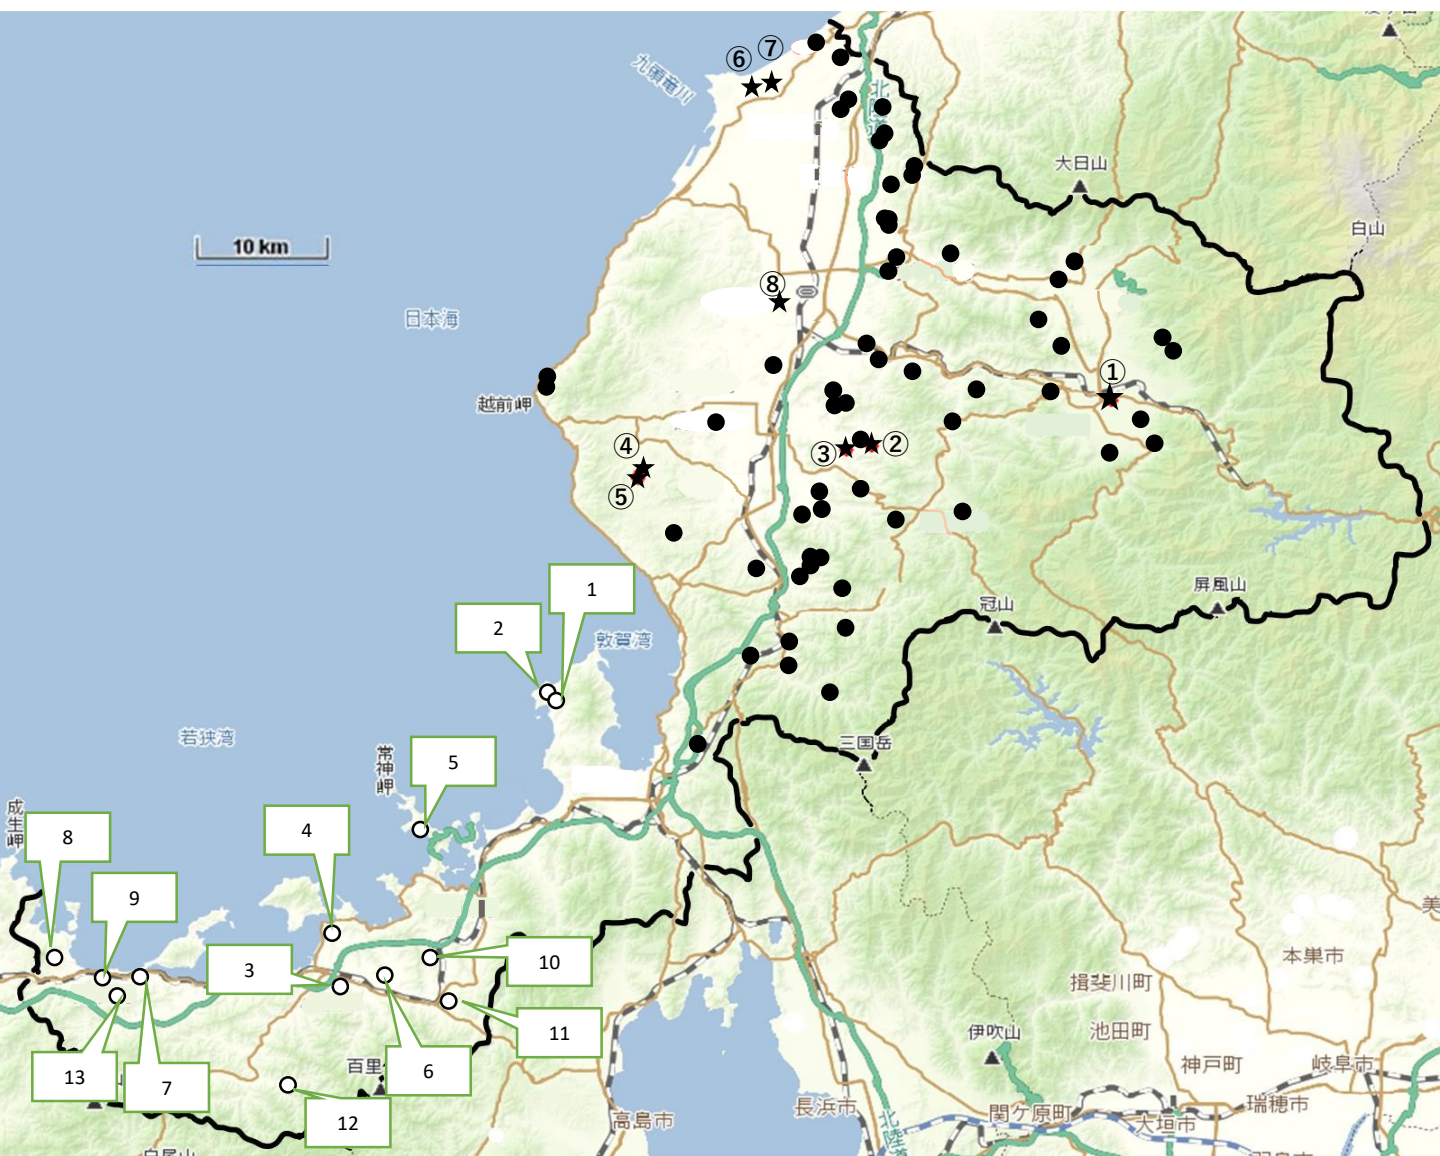 ⑥
⑦
九頭竜川
北陸道
大日山
白山
10 km
日本海
⑧
越前岬
①
④
⑤
③
②
1
2
敦賀湾
冠山
屏風山
若狭湾
常神岬
5
三国岳
成生岬
8
4
9
3
10
本巣市
揖斐川町
美
11
伊吹山
池田町
神戸町
岐阜市
13
7
百里
6
12
高島市
長浜市
北陸
関ケ原町
大垣市
瑞穂市